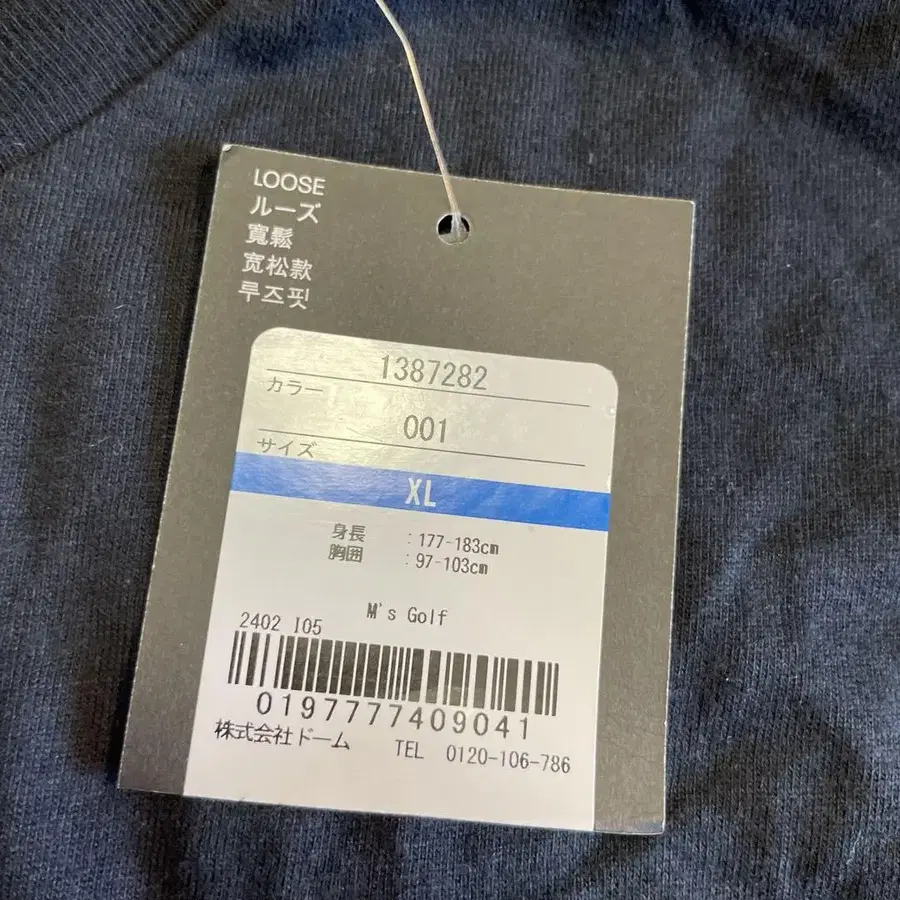 LOOSE
ルーズ
寬鬆
宽松款
루즈핏
1387282
カラー
001
サイズ
XL
身長 : 177-183cm
胸囲 : 97-103cm
M's Golf
2402 I05
0197777409041
株式会社ドーム TEL 0120-106-786